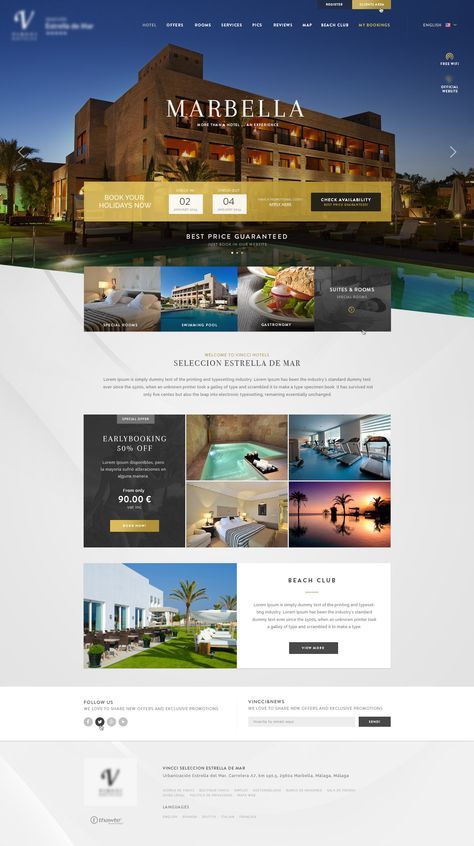 REGISTER
CLIENTS AREA
Estrella de Mar
HOTEL OFFERS ROOMS SERVICES PICS REVIEWS MAP BEACH CLUB MY BOOKINGS
ENGLISH
FREE WIFI
OFFICIAL
WEBSITE
MARBELLA
MORE THAN A HOTEL ... AN EXPERIENCE
BOOK YOUR
HOLIDAYS NOW
CHECK-IN
02
CHECK-OUT
04
APPLY HERE
CHECK AVAILABILITY
BEST PRICE GUARANTEED
BEST PRICE GUARANTEED
JUST BOOK IN OUR WEBSITE
SPECIAL ROOMS
SWIMMING POOL
GASTRONOMY
SUITES & ROOMS
SPECIAL ROOMS
WELCOME TO VINCCI HOTELS
SELECCION ESTRELLA DE MAR
Lorem Ipsum is simply dummy text of the printing and typesetting industry. Lorem Ipsum has been the industry's standard dummy text
ever since the 1500s, when an unknown printer took a galley of type and scrambled it to make a type specimen book. It has survived not
only five centuries but also the leap into electronic typesetting, remaining essentially unchanged.
SPECIAL OFFER
EARLYBOOKING
50% OFF
Lorem ipsum disponibles, pero
la mayoría sufrió alteraciones en
alguna manera.
From only
90.00 €
VAT INC.
BOOK NOW!
BEACH CLUB
Lorem Ipsum is simply dummy text of the printing and typeset-
ting industry. Lorem Ipsum has been the industry's standard
dummy text ever since the 1500s, when an unknown printer took
a galley of type and scrambled it to make a type
VIEW MORE
FOLLOW US
WE LOVE TO SHARE NEW OFFERS AND EXCLUSIVE PROMOTIONS
VINCCI&NEWS
WE LOVE TO SHARE NEW OFFERS AND EXCLUSIVE PROMOTIONS
Inserte tu email aquí
SEND!
VINCCI SELECCION ESTRELLA DE MAR
Urbanización Estrella del Mar, Carretera A7, km 190.5, 29604 Marbella, Málaga, Málaga
LANGUAGES
ENGLISH
thawte